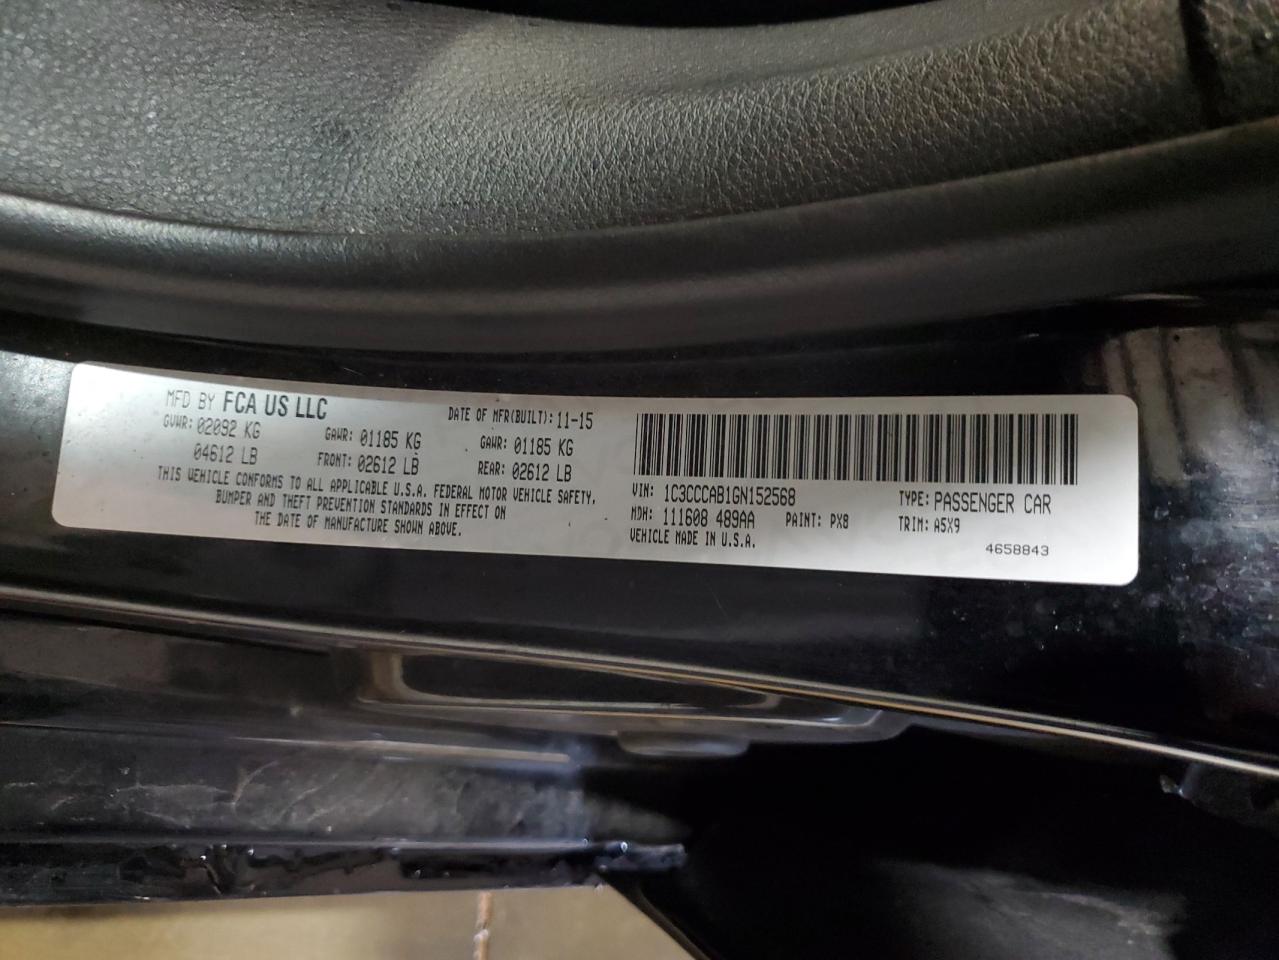 MFD BY FCA US LLC DATE OF MFR(BUILT): 11-15
GVWR: 02092 KG GAWR: 01185 KG GAWR: 01185 KG
04612 LB FRONT: 02612 LB REAR: 02612 LB
THIS VEHICLE CONFORMS TO ALL APPLICABLE U.S.A. FEDERAL MOTOR VEHICLE SAFETY,
BUMPER AND THEFT PREVENTION STANDARDS IN EFFECT ON
THE DATE OF MANUFACTURE SHOWN ABOVE.
VIN: 1C3CCCAB1GN152568 TYPE: PASSENGER CAR
MDH: 111608 489AA PAINT: PX8 TRIM: A5X9
VEHICLE MADE IN U.S.A.
4658843